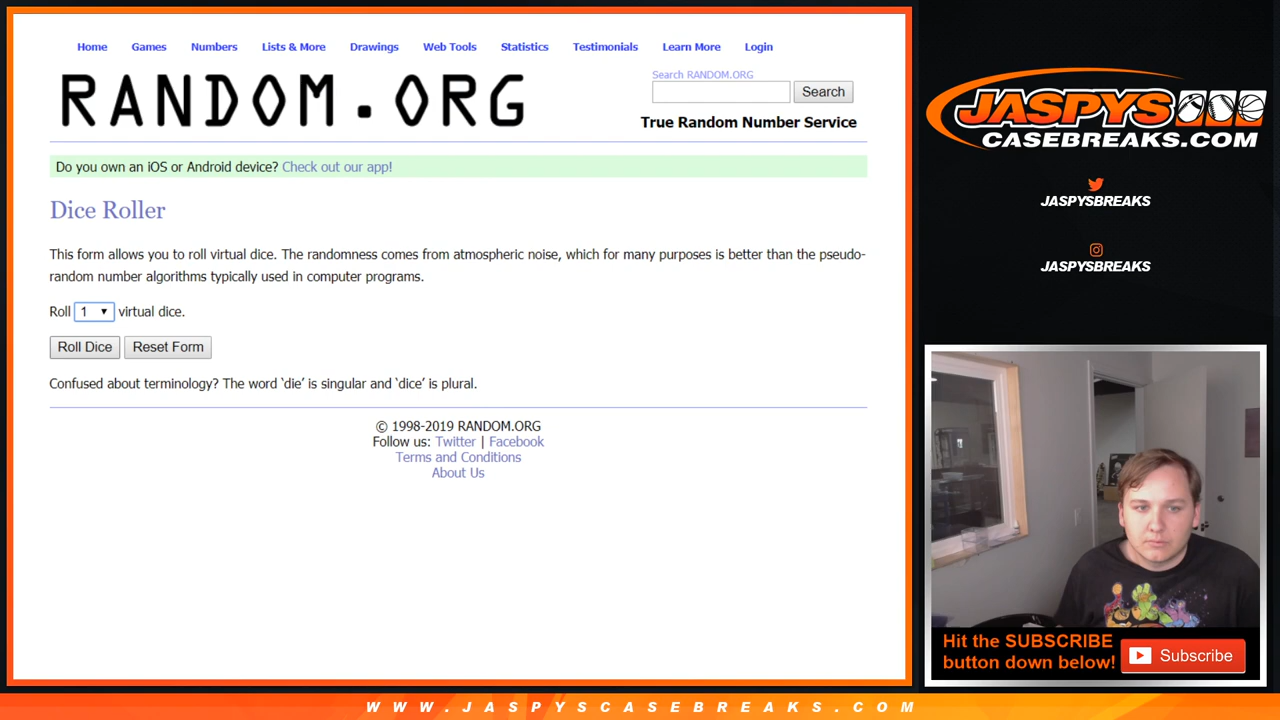 Home Games Numbers Lists & More Drawings Web Tools Statistics Testimonials Learn More Login
RANDOM.ORG
Search RANDOM.ORG
Search
True Random Number Service
Do you own an iOS or Android device? Check out our app!
Dice Roller
This form allows you to roll virtual dice. The randomness comes from atmospheric noise, which for many purposes is better than the pseudo-
random number algorithms typically used in computer programs.
Roll 1 virtual dice.
Roll Dice Reset Form
Confused about terminology? The word ‘die’ is singular and ‘dice’ is plural.
© 1998-2019 RANDOM.ORG
Follow us: Twitter | Facebook
Terms and Conditions
About Us
JASPYS
CASEBREAKS.COM
JASPYSBREAKS
JASPYSBREAKS
Hit the SUBSCRIBE
button down below!
Subscribe
WWW.JASPYSCASEBREAKS.COM